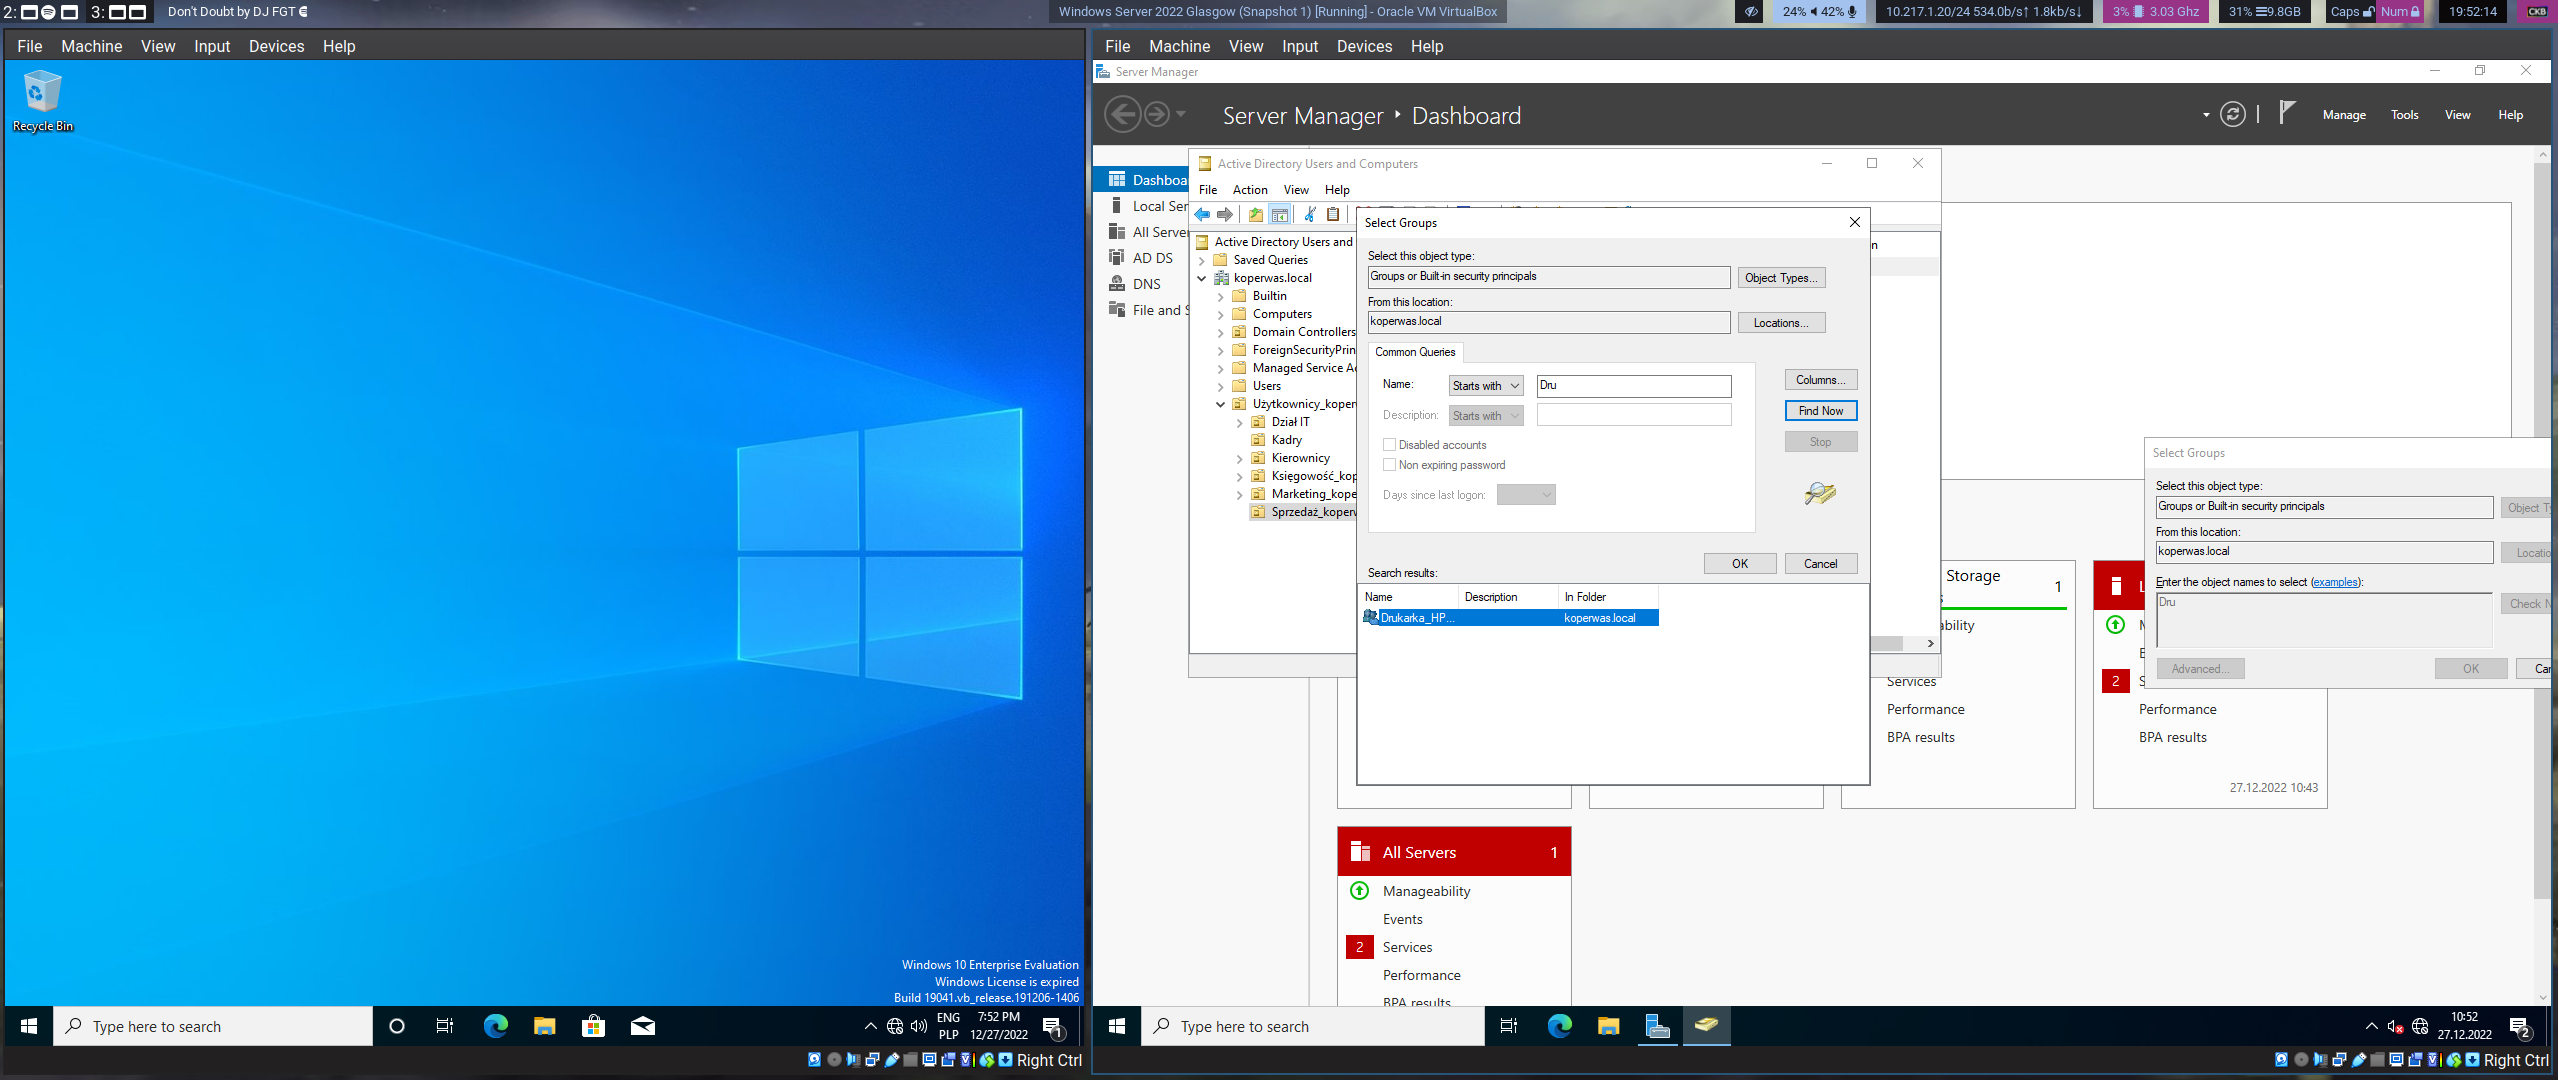 2:
3:
Don't Doubt by DJ FGT
Windows Server 2022 Glasgow (Snapshot 1) [Running] - Oracle VM VirtualBox
24% 42%
10.217.1.20/24 534.0b/s↑ 1.8kb/s↓
3% 3.03 Ghz
31% 9.8GB
Caps Num
19:52:14
CKB
File Machine View Input Devices Help
Recycle Bin
Windows 10 Enterprise Evaluation
Windows License is expired
Build 19041.vb_release.191206-1406
Type here to search
ENG
PLP
7:52 PM
12/27/2022
1
Right Ctrl
File Machine View Input Devices Help
Server Manager
Server Manager ‣ Dashboard
Manage Tools View Help
Dashboa
Local Ser
All Server
AD DS
DNS
File and S
Active Directory Users and Computers
File Action View Help
Active Directory Users and
Saved Queries
koperwas.local
Builtin
Computers
Domain Controllers
ForeignSecurityPrin
Managed Service Ac
Users
Użytkownicy_koperw
Dział IT
Kadry
Kierownicy
Księgowość_kop
Marketing_kope
Sprzedaż_koperw
n
Select Groups
Select this object type:
Groups or Built-in security principals
Object Types...
From this location:
koperwas.local
Locations...
Common Queries
Name: Starts with Dru
Description: Starts with
Disabled accounts
Non expiring password
Days since last logon:
Columns...
Find Now
Stop
OK Cancel
Search results:
Name Description In Folder
Drukarka_HP... koperwas.local
Select Groups
Select this object type:
Groups or Built-in security principals
Object Ty
From this location:
koperwas.local
Locatio
Enter the object names to select (examples):
Dru
Check N
Advanced...
OK
Can
Storage
1
s
ability
Services
Performance
BPA results
L
M
E
2 S
Performance
BPA results
27.12.2022 10:43
All Servers 1
Manageability
Events
2 Services
Performance
BPA results
Type here to search
10:52
27.12.2022
2
Right Ctrl